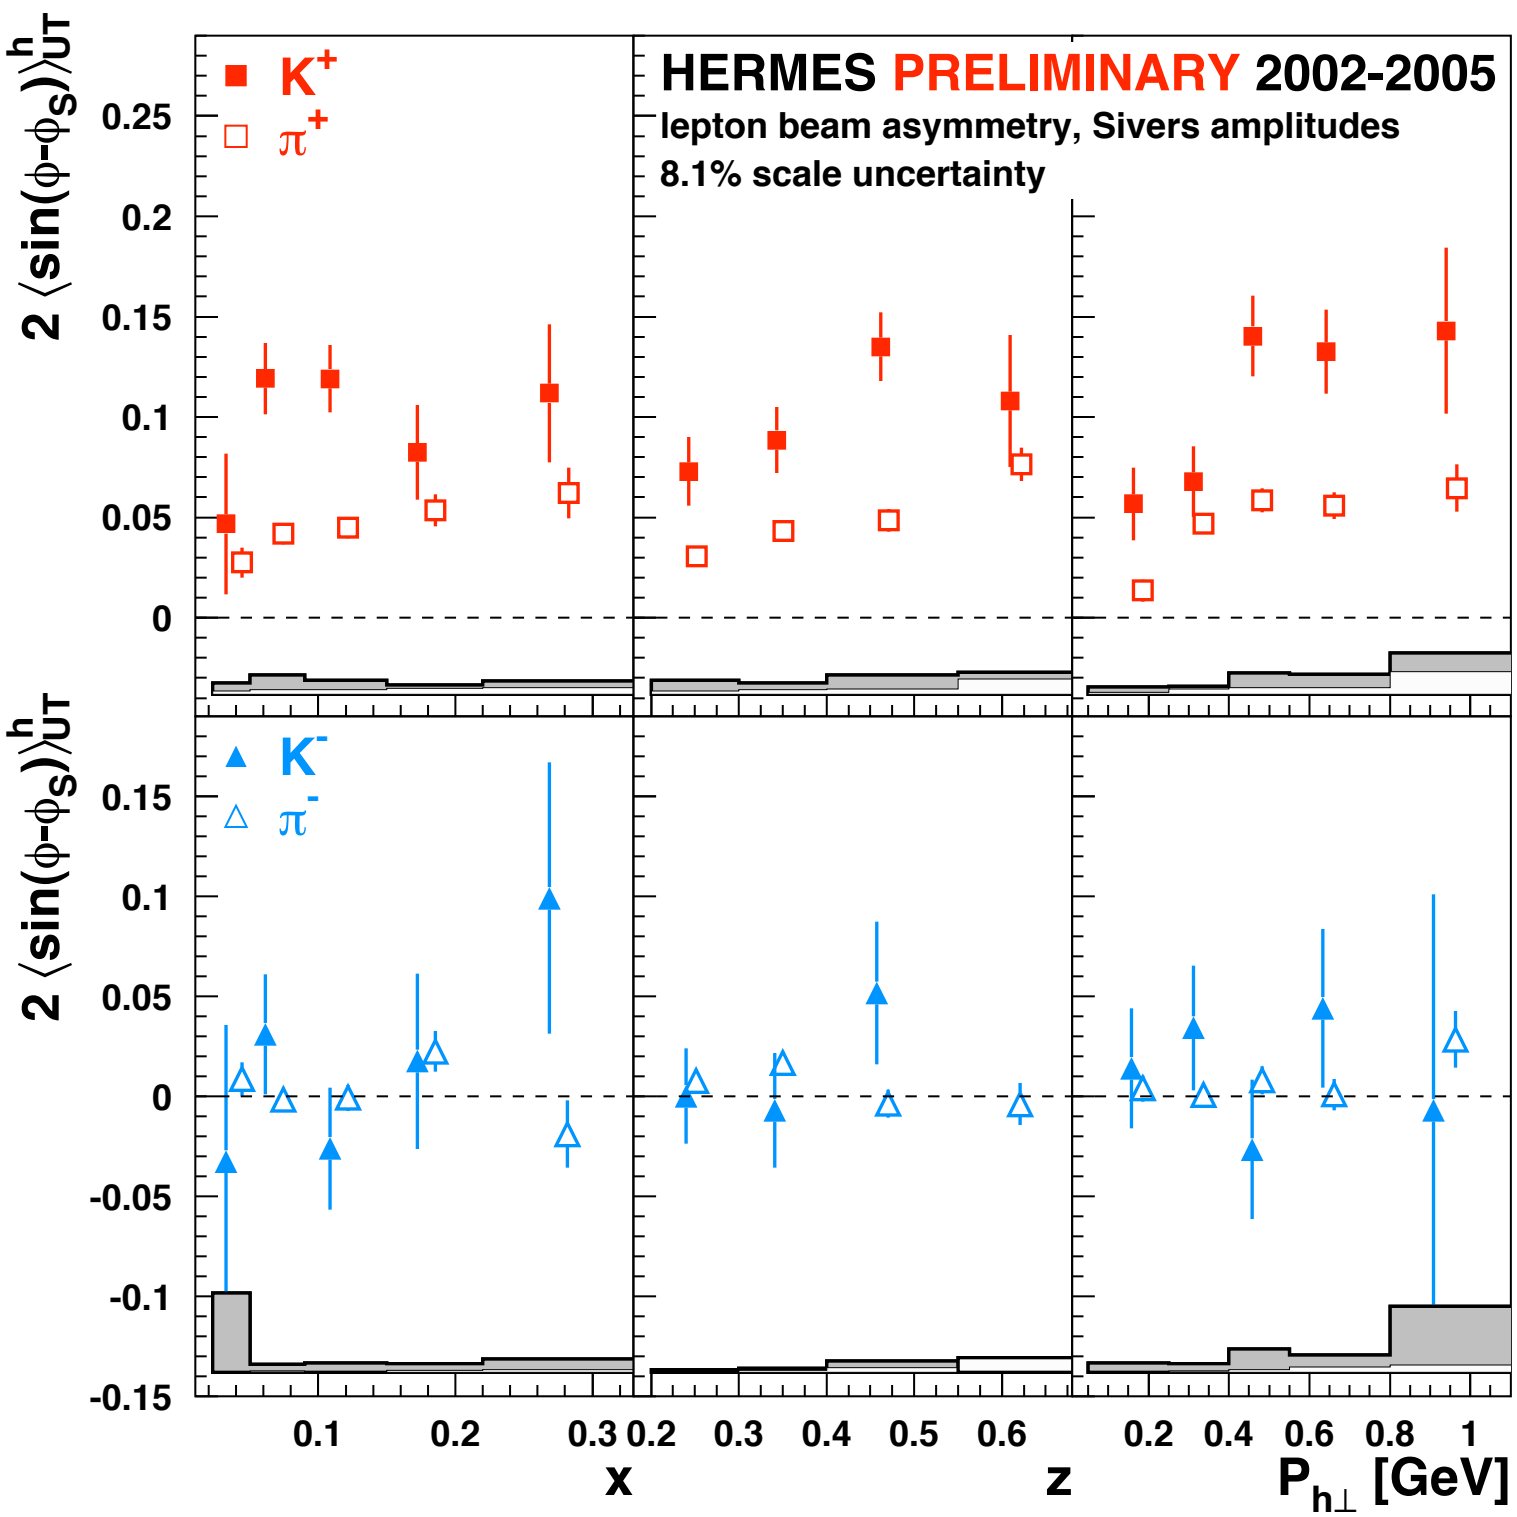 2 ⟨sin(ϕ-ϕS)⟩hUT
K+
π+
HERMES PRELIMINARY 2002-2005
lepton beam asymmetry, Sivers amplitudes
8.1% scale uncertainty
0.25
0.2
0.15
0.1
0.05
0
2 ⟨sin(ϕ-ϕS)⟩hUT
K-
π-
0.15
0.1
0.05
0
-0.05
-0.1
-0.15
0.1 0.2 0.3 0.2 0.3 0.4 0.5 0.6 0.2 0.4 0.6 0.8 1
x z Ph⊥ [GeV]